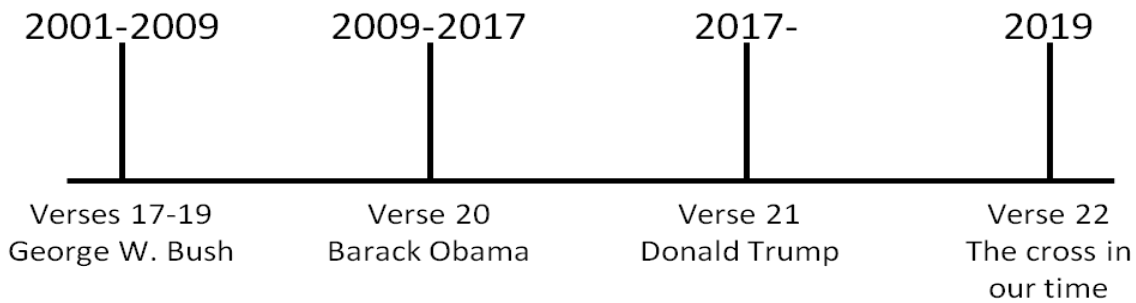 2001-2009
2009-2017
2017-
2019
Verses 17-19
George W. Bush
Verse 20
Barack Obama
Verse 21
Donald Trump
Verse 22
The cross in
our time